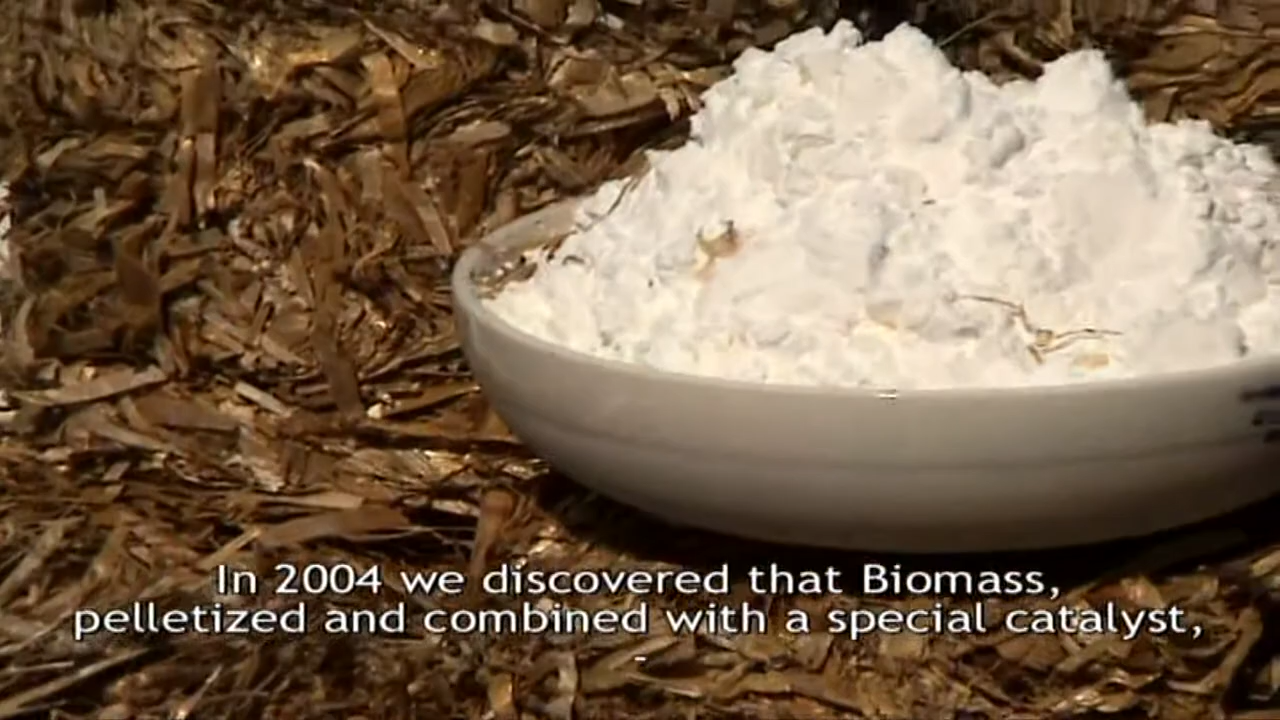 In 2004 we discovered that Biomass,
pelletized and combined with a special catalyst,
-